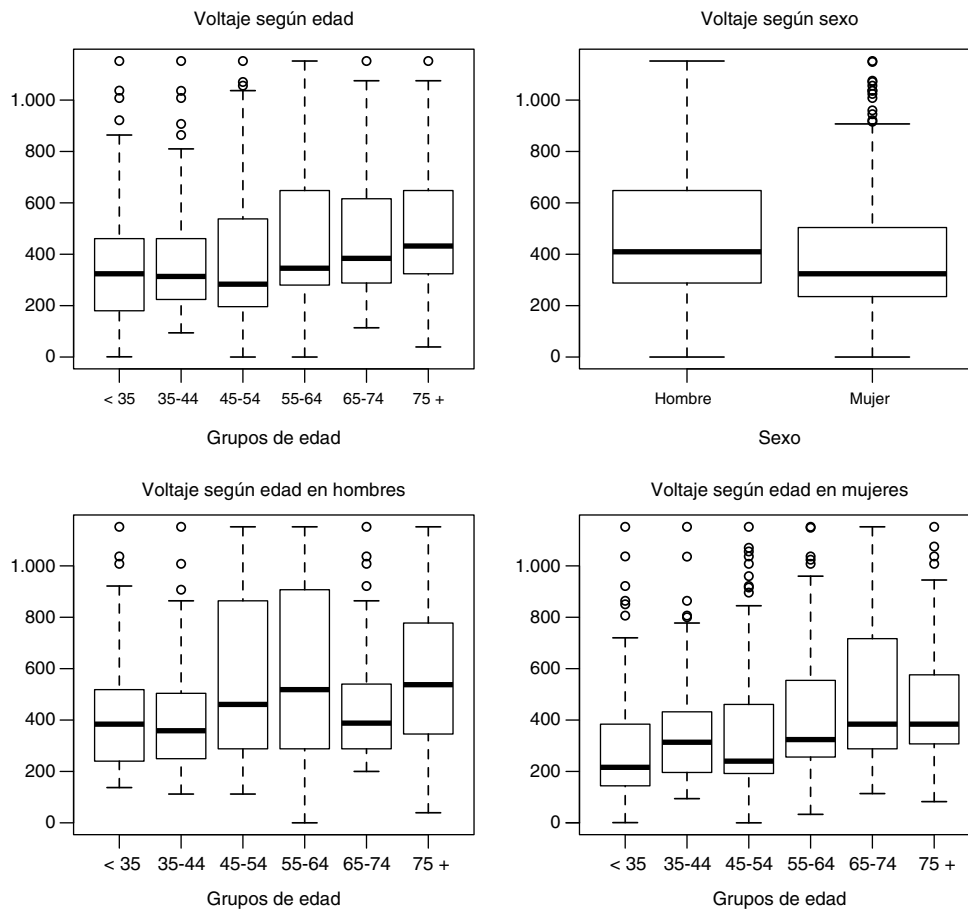 Voltaje según edad
1.000
800
600
400
200
0
< 35 35-44 45-54 55-64 65-74 75 +
Grupos de edad
Voltaje según sexo
1.000
800
600
400
200
0
Hombre Mujer
Sexo
Voltaje según edad en hombres
1.000
800
600
400
200
0
< 35 35-44 45-54 55-64 65-74 75 +
Grupos de edad
Voltaje según edad en mujeres
1.000
800
600
400
200
0
< 35 35-44 45-54 55-64 65-74 75 +
Grupos de edad